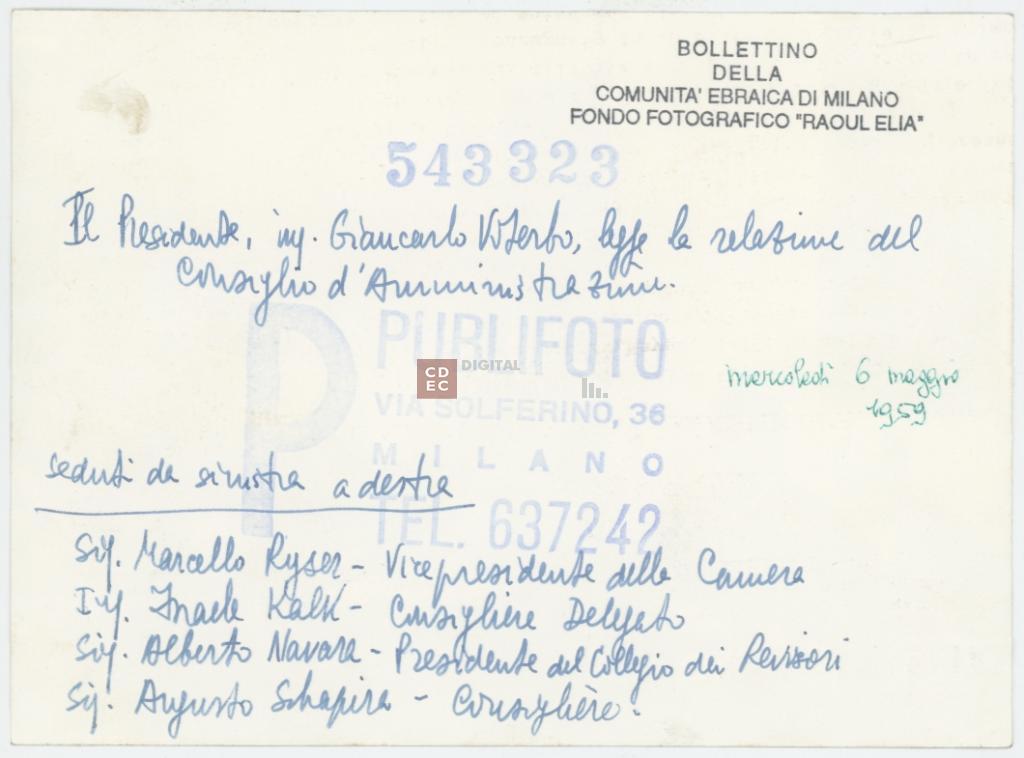 BOLLETTINO
DELLA
COMUNITA' EBRAICA DI MILANO
FONDO FOTOGRAFICO "RAOUL ELIA"
543323
Il Presidente, ing. Giancarlo Viterbo, legge la relazione del
Consiglio d'Amministrazione.
PUBLIFOTO
CDEC DIGITAL
VIA SOLFERINO, 36
MILANO
TEL. 637242
mercoledì 6 maggio
1959
seduti da sinistra a destra
Sig. Marcello Ryser - Vicepresidente della Camera
Ing. Israele Kalk - Consigliere Delegato
Sig. Alberto Navara - Presidente del Collegio dei Revisori
Sig. Augusto Schapira - Consigliere.